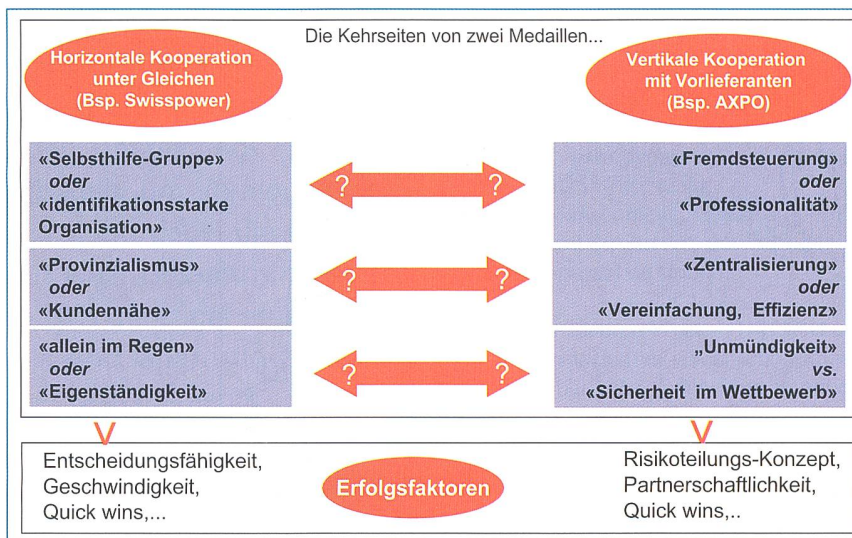 Die Kehrseiten von zwei Medaillen...
Horizontale Kooperation
unter Gleichen
(Bsp. Swisspower)
Vertikale Kooperation
mit Vorlieferanten
(Bsp. AXPO)
«Selbsthilfe-Gruppe»
oder
«identifikationsstarke
Organisation»
? ?
«Fremdsteuerung»
oder
«Professionalität»
«Provinzialismus»
oder
«Kundennähe»
? ?
«Zentralisierung»
oder
«Vereinfachung, Effizienz»
«allein im Regen»
oder
«Eigenständigkeit»
? ?
„Unmündigkeit»
vs.
«Sicherheit im Wettbewerb»
Entscheidungsfähigkeit,
Geschwindigkeit,
Quick wins,...
Erfolgsfaktoren
Risikoteilungs-Konzept,
Partnerschaftlichkeit,
Quick wins,..